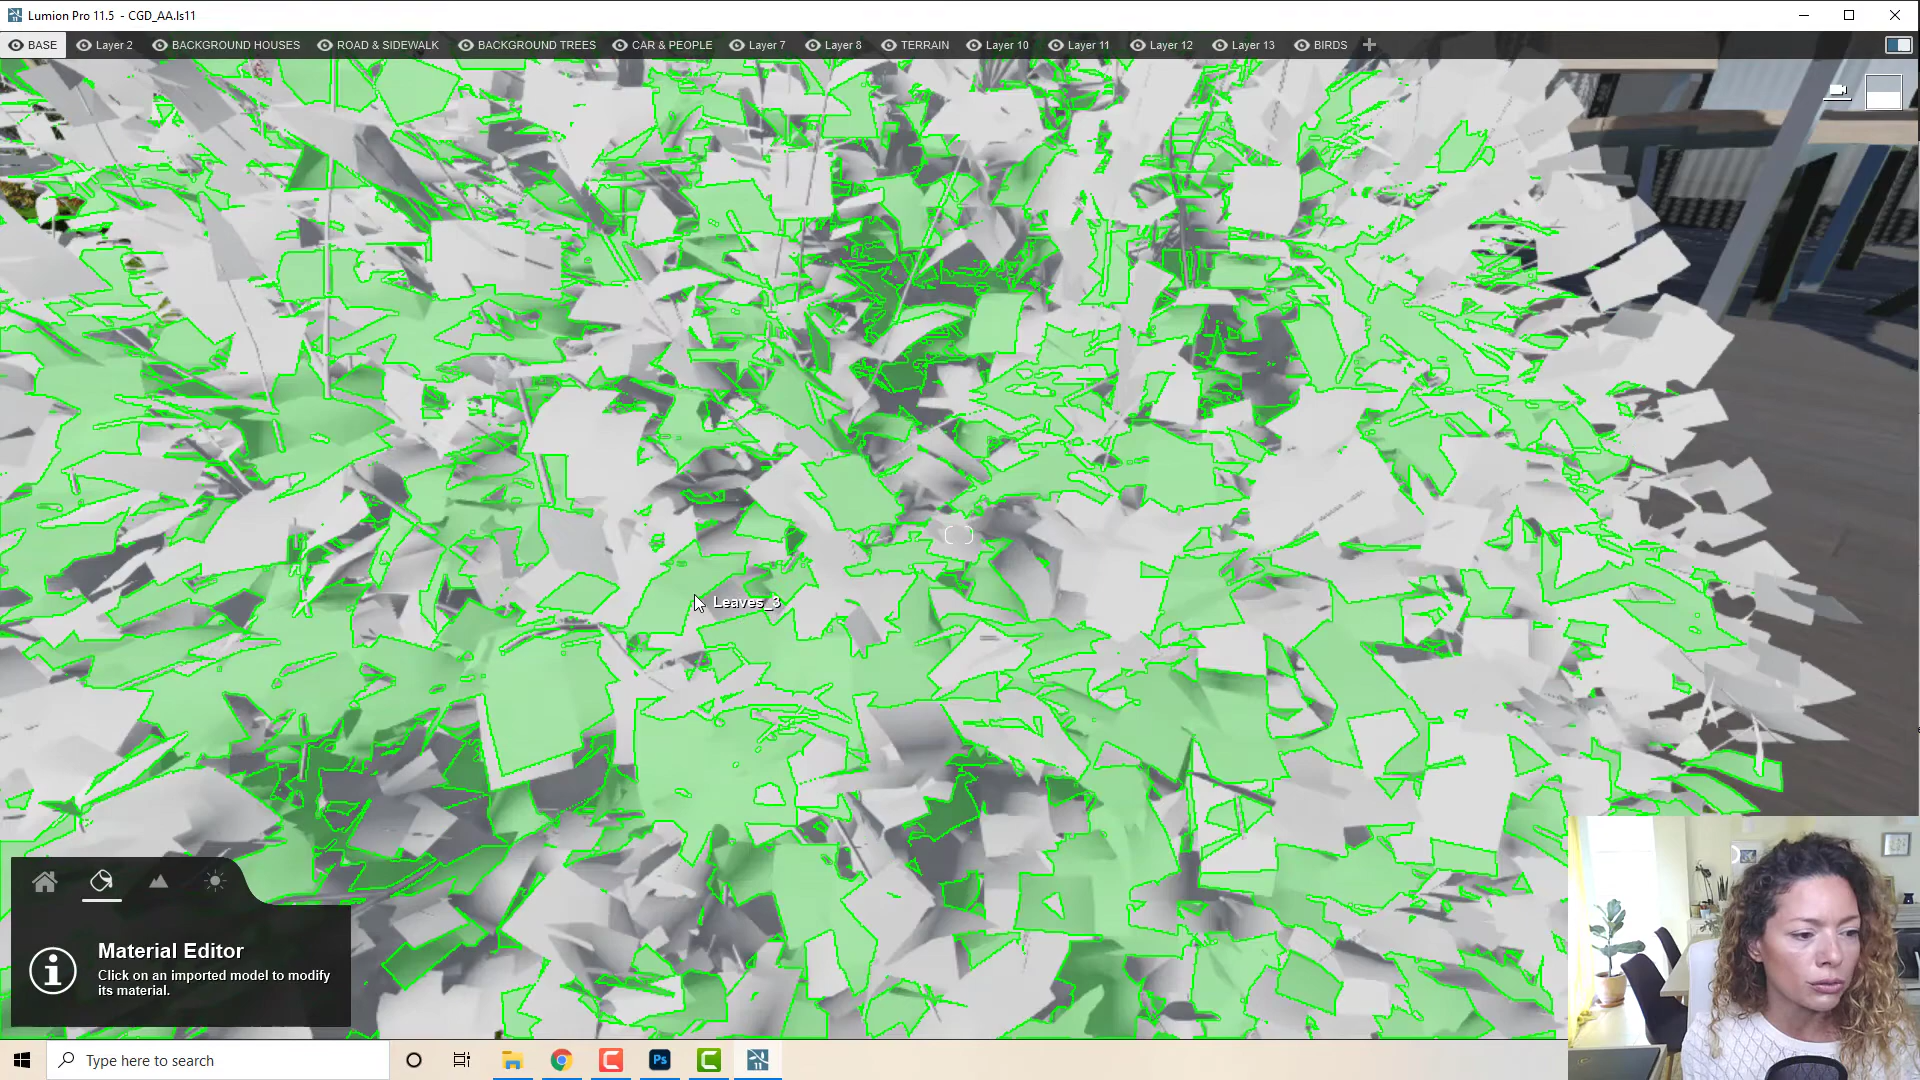 Lumion Pro 11.5 - CGD_AA.ls11
BASE
Layer 2
BACKGROUND HOUSES
ROAD & SIDEWALK
BACKGROUND TREES
CAR & PEOPLE
Layer 7
Layer 8
TERRAIN
Layer 10
Layer 11
Layer 12
Layer 13
BIRDS
Leaves_3
Material Editor
Click on an imported model to modify
its material.
Type here to search
Ps
11